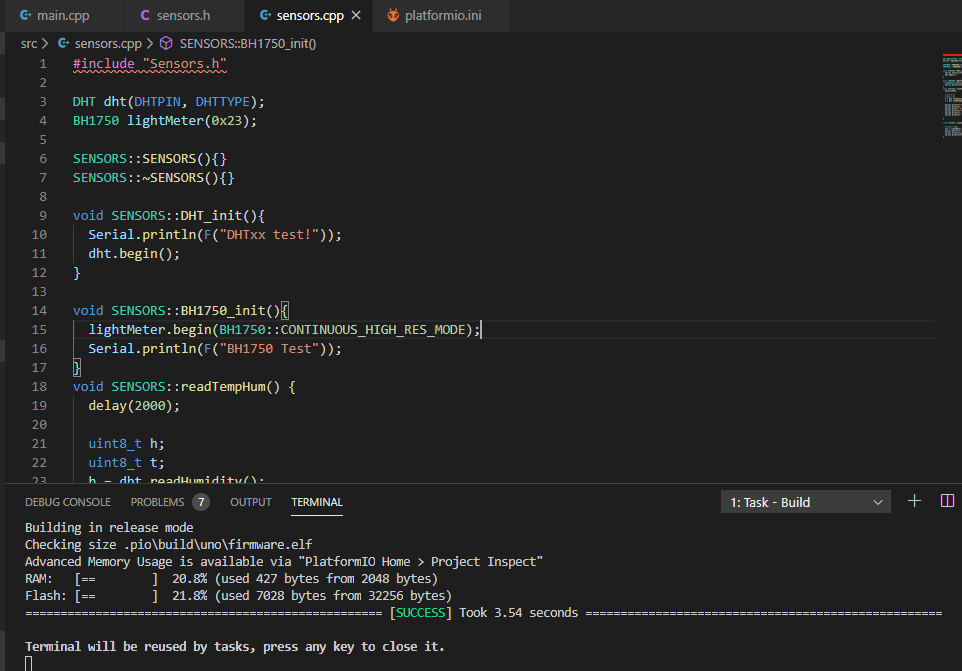 main.cpp
sensors.h
sensors.cpp
platformio.ini
src > sensors.cpp > SENSORS::BH1750_init()
1 #include "Sensors.h"
2
3 DHT dht(DHTPIN, DHTTYPE);
4 BH1750 lightMeter(0x23);
5
6 SENSORS::SENSORS(){}
7 SENSORS::~SENSORS(){}
8
9 void SENSORS::DHT_init(){
10 Serial.println(F("DHTxx test!"));
11 dht.begin();
12 }
13
14 void SENSORS::BH1750_init(){
15 lightMeter.begin(BH1750::CONTINUOUS_HIGH_RES_MODE);
16 Serial.println(F("BH1750 Test"));
17 }
18 void SENSORS::readTempHum() {
19 delay(2000);
20
21 uint8_t h;
22 uint8_t t;
23 h = dht.readHumidity();
DEBUG CONSOLE PROBLEMS 7 OUTPUT TERMINAL 1: Task - Build
Building in release mode
Checking size .pio\build\uno\firmware.elf
Advanced Memory Usage is available via "PlatformIO Home > Project Inspect"
RAM: [== ] 20.8% (used 427 bytes from 2048 bytes)
Flash: [== ] 21.8% (used 7028 bytes from 32256 bytes)
=================================================== [SUCCESS] Took 3.54 seconds ===================================================
Terminal will be reused by tasks, press any key to close it.